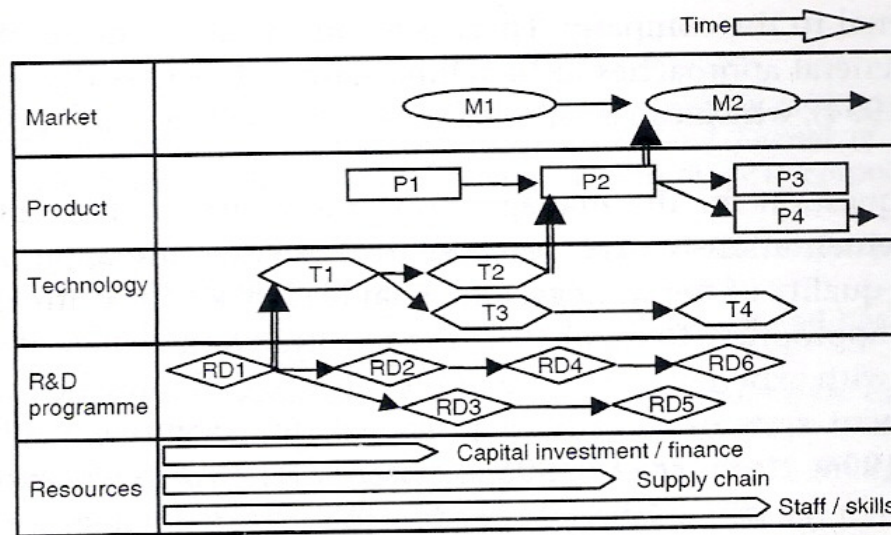 Time
Market
M1
M2
Product
P1
P2
P3
P4
Technology
T1
T2
T3
T4
R&D
programme
RD1
RD2
RD4
RD6
RD3
RD5
Resources
Capital investment / finance
Supply chain
Staff / skills